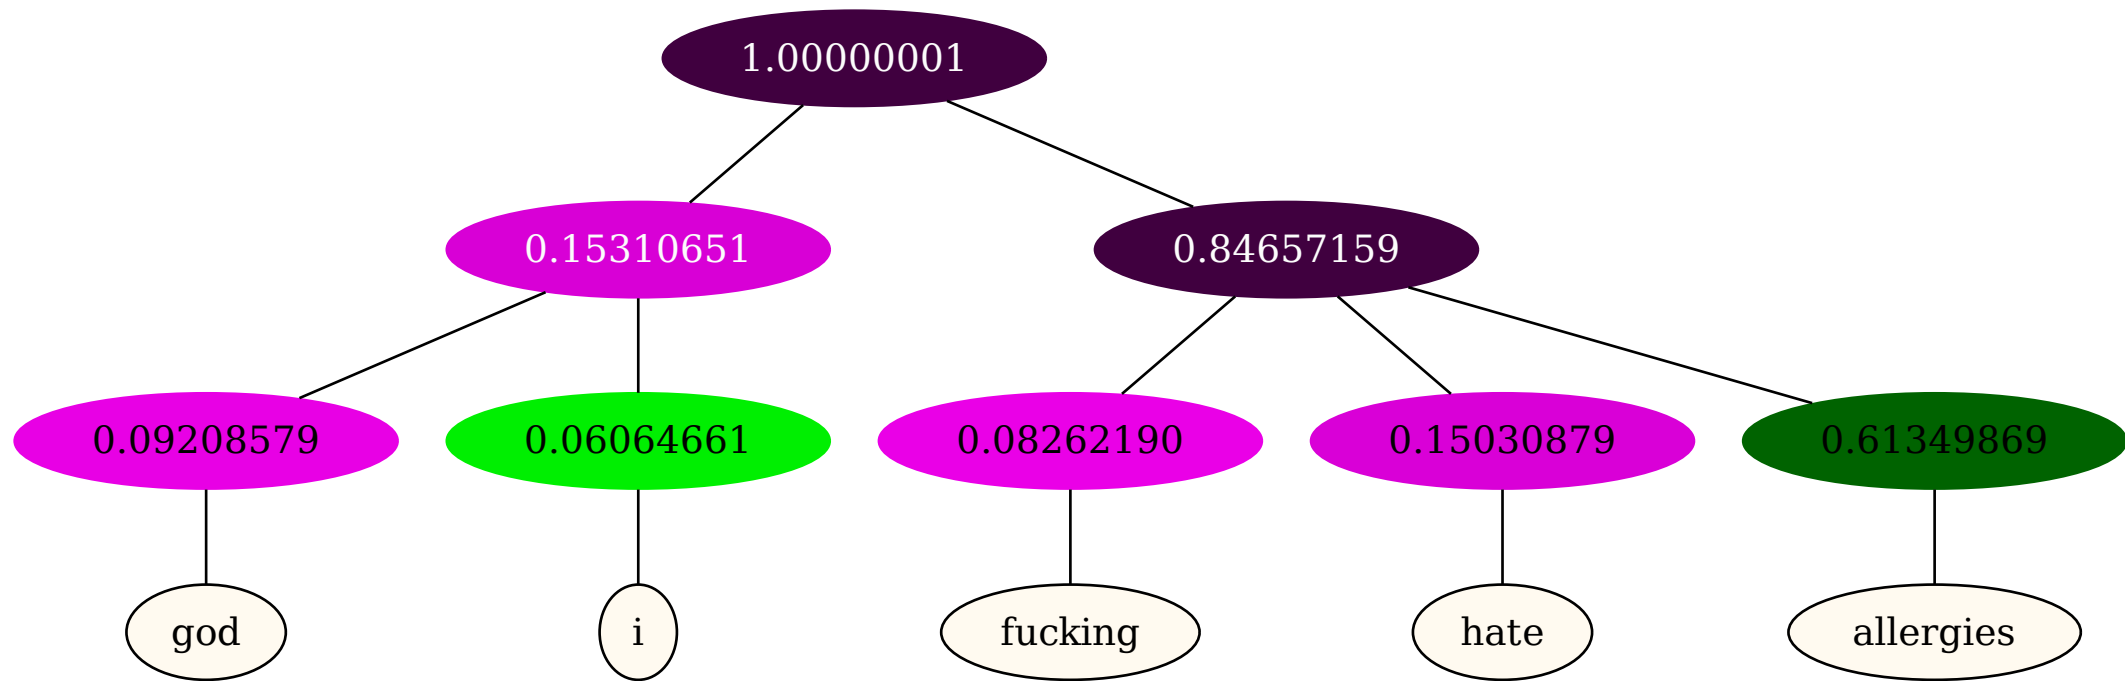 1.00000001
0.15310651 0.84657159
0.09208579 0.06064661 0.08262190 0.15030879 0.61349869
god i fucking hate allergies